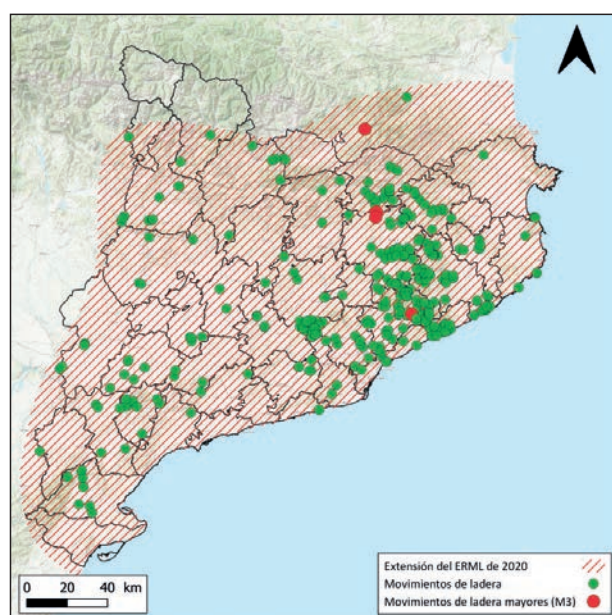 Extensión del ERML de 2020
Movimientos de ladera
Movimientos de ladera mayores (M3)
0 20 40 km